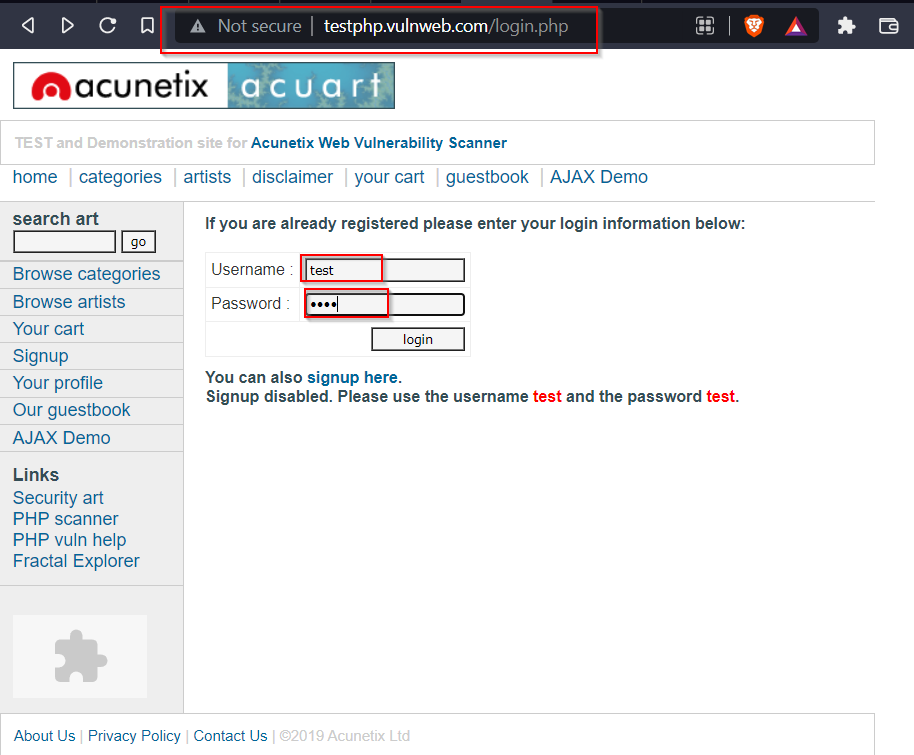 Not secure | testphp.vulnweb.com/login.php
acunetix acuart
TEST and Demonstration site for Acunetix Web Vulnerability Scanner
home | categories | artists | disclaimer | your cart | guestbook | AJAX Demo
search art
go
Browse categories
Browse artists
Your cart
Signup
Your profile
Our guestbook
AJAX Demo
Links
Security art
PHP scanner
PHP vuln help
Fractal Explorer
If you are already registered please enter your login information below:
Username : test
Password : ••••
login
You can also signup here.
Signup disabled. Please use the username test and the password test.
About Us | Privacy Policy | Contact Us | ©2019 Acunetix Ltd